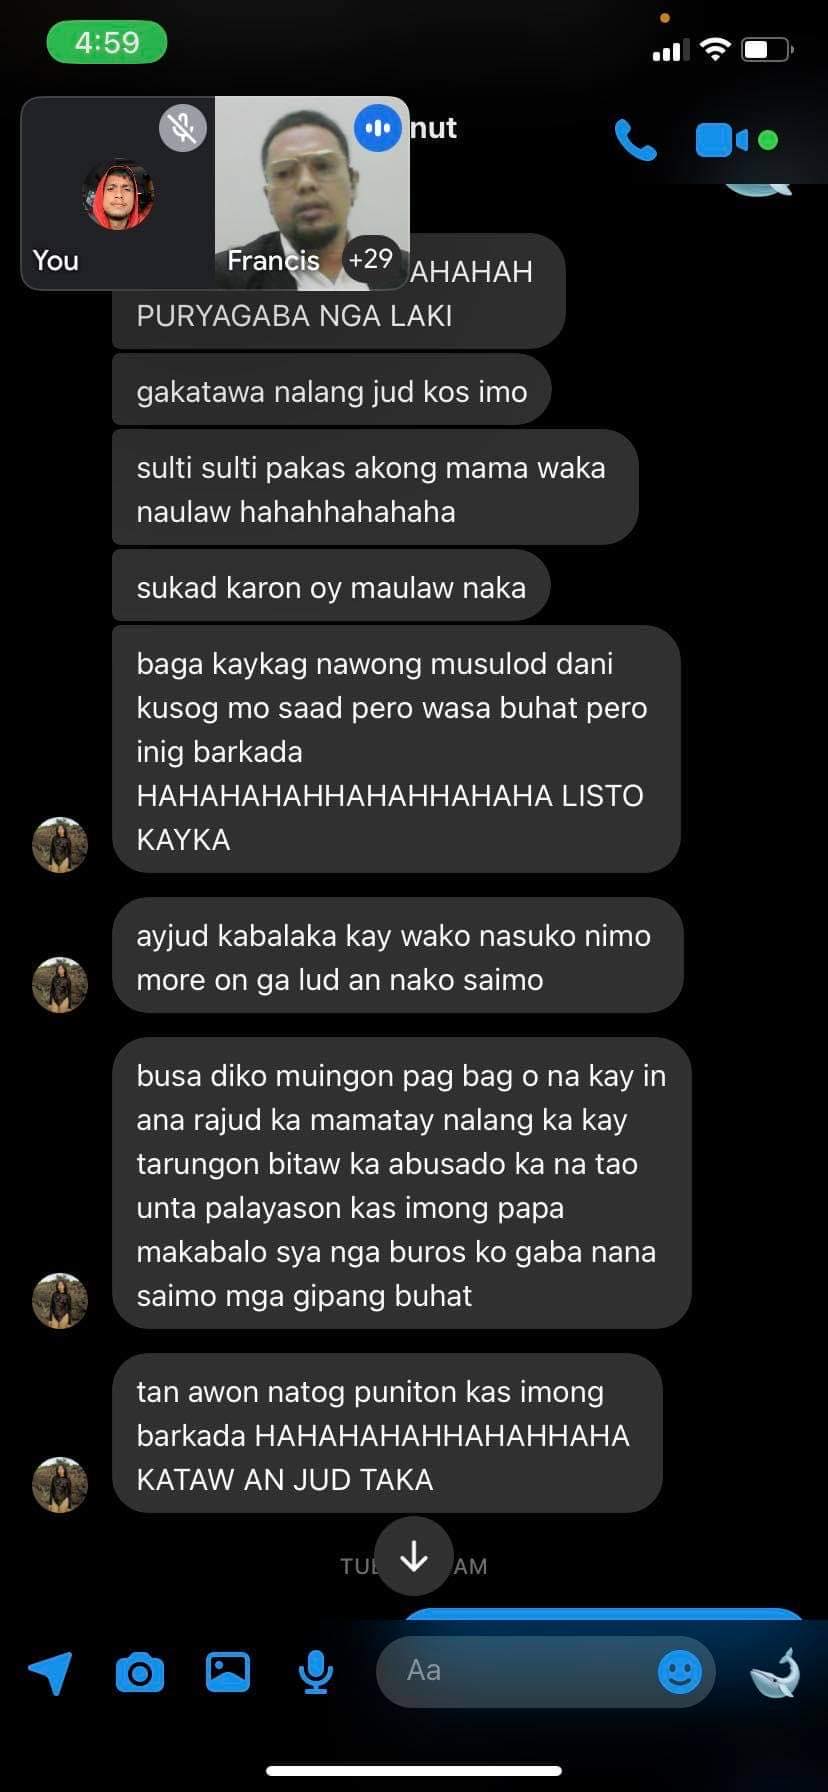 4:59
nut
You
Francis
+29
AHAHAH
PURYAGABA NGA LAKI
gakatawa nalang jud kos imo
sulti sulti pakas akong mama waka
naulaw hahahhahahaha
sukad karon oy maulaw naka
baga kaykag nawong musulod dani
kusog mo saad pero wasa buhat pero
inig barkada
HAHAHAHAHHAHAHHAHAHA LISTO
KAYKA
ayjud kabalaka kay wako nasuko nimo
more on ga lud an nako saimo
busa diko muingon pag bag o na kay in
ana rajud ka mamatay nalang ka kay
tarungon bitaw ka abusado ka na tao
unta palayason kas imong papa
makabalo sya nga buros ko gaba nana
saimo mga gipang buhat
tan awon natog puniton kas imong
barkada HAHAHAHAHHAHAHHAHA
KATAW AN JUD TAKA
AM
Aa